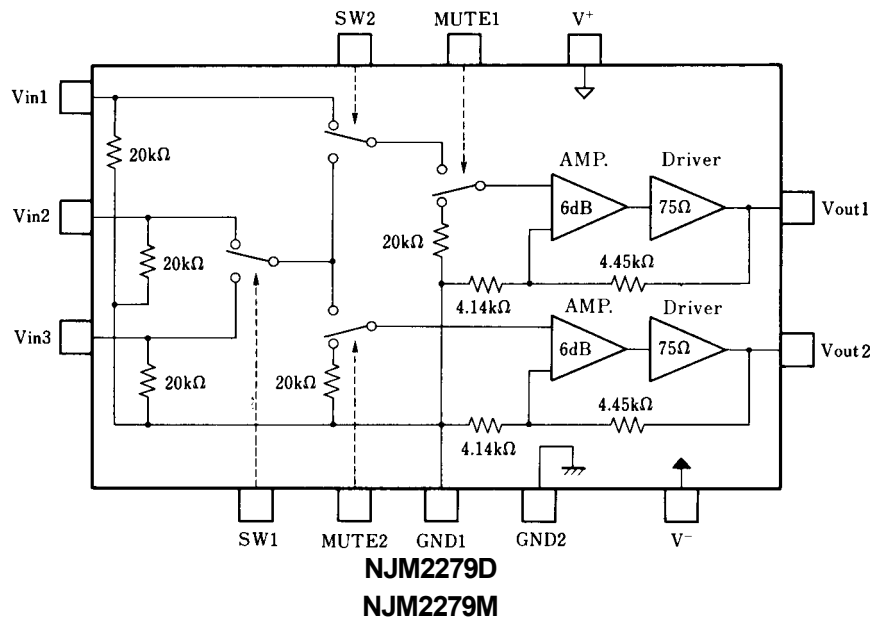 SW2 MUTE1 V⁺
Vin1
20kΩ
AMP. Driver
Vin2
6dB 75Ω
Vout1
20kΩ
20kΩ
4.14kΩ 4.45kΩ
Vin3
AMP. Driver
20kΩ 20kΩ
6dB 75Ω
Vout2
4.45kΩ
4.14kΩ
SW1 MUTE2 GND1 GND2 V⁻
NJM2279D
NJM2279M